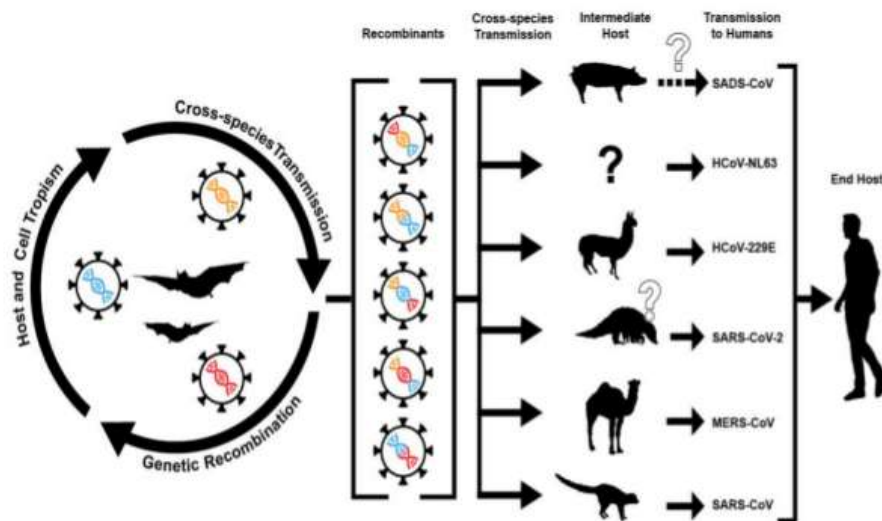 Recombinants
Cross-species
Transmission
Intermediate
Host
Transmission
to Humans
Cross-species Transmission
Host and Cell Tropism
Genetic Recombination
?
SADS-CoV
?
HCoV-NL63
HCoV-229E
?
SARS-CoV-2
MERS-CoV
SARS-CoV
End Host